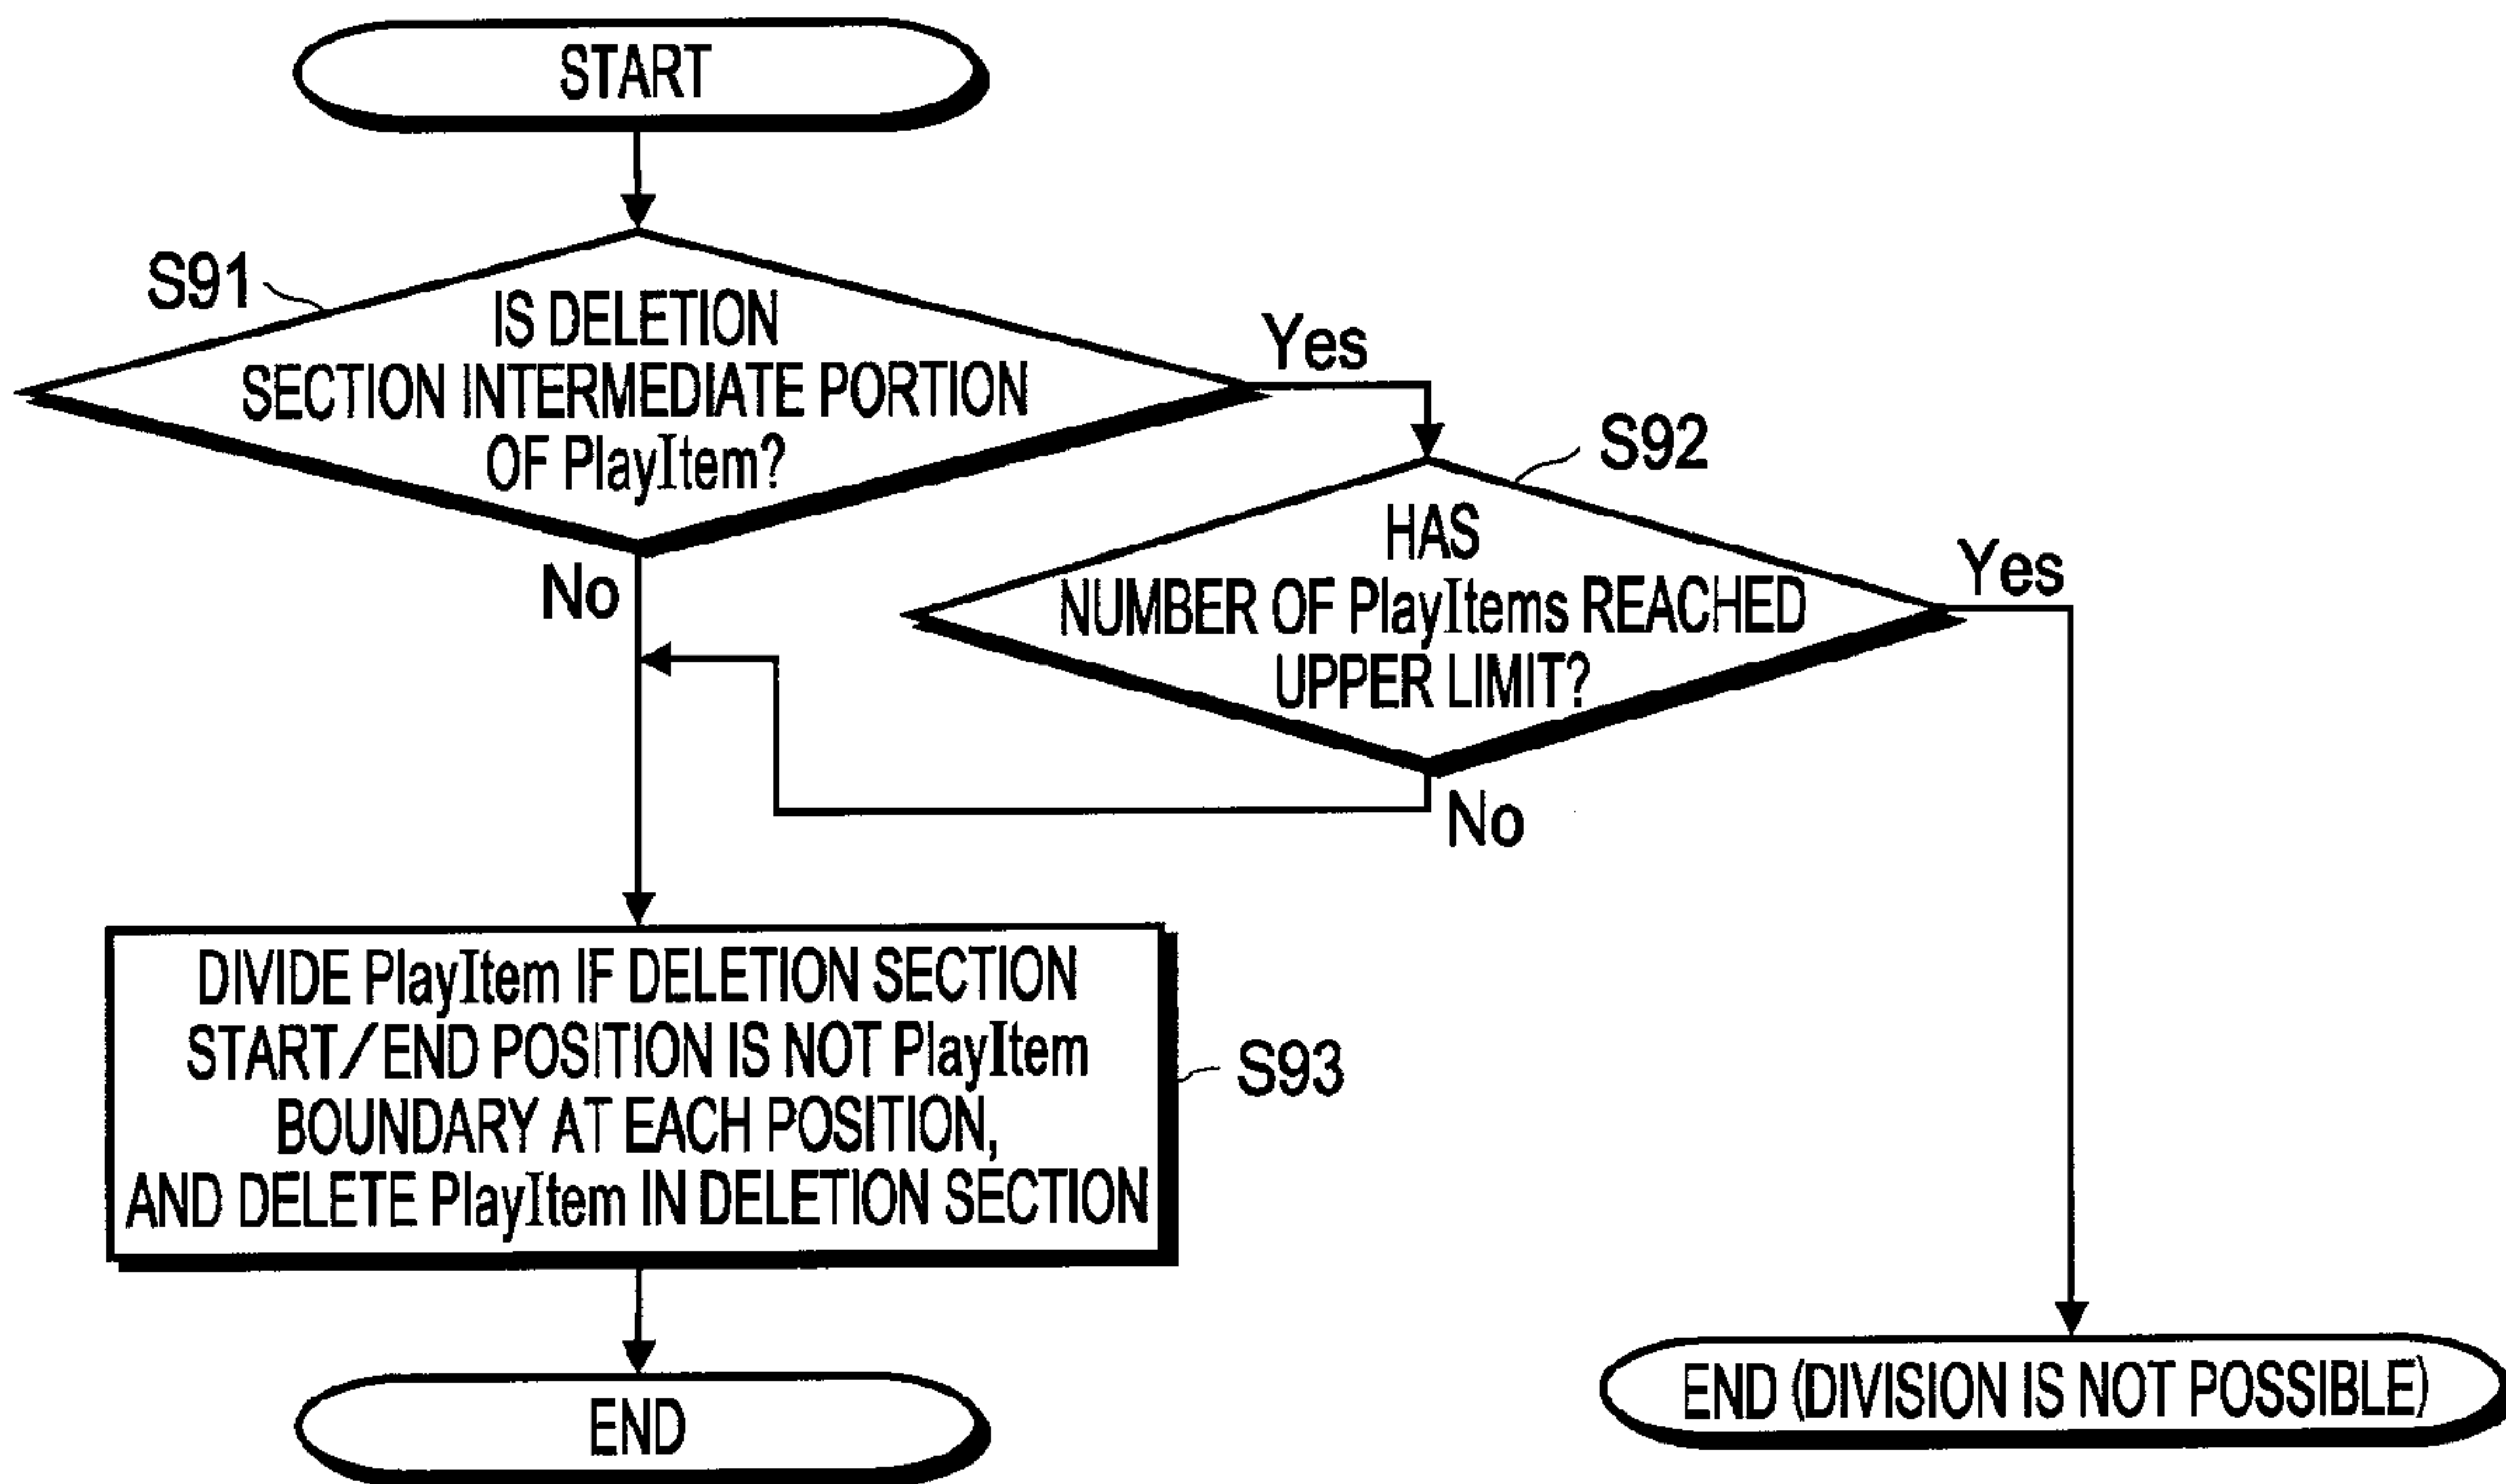 START
S91
IS DELETION
SECTION INTERMEDIATE PORTION
OF PlayItem?
Yes
No
S92
HAS
NUMBER OF PlayItems REACHED
UPPER LIMIT?
Yes
No
DIVIDE PlayItem IF DELETION SECTION
START/END POSITION IS NOT PlayItem
BOUNDARY AT EACH POSITION,
AND DELETE PlayItem IN DELETION SECTION
S93
END
END (DIVISION IS NOT POSSIBLE)